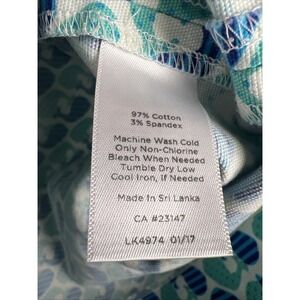 97% Cotton
3% Spandex
Machine Wash Cold
Only Non-Chlorine
Bleach When Needed
Tumble Dry Low
Cool Iron, If Needed
Made In Sri Lanka
CA #23147
LK4974 01/17